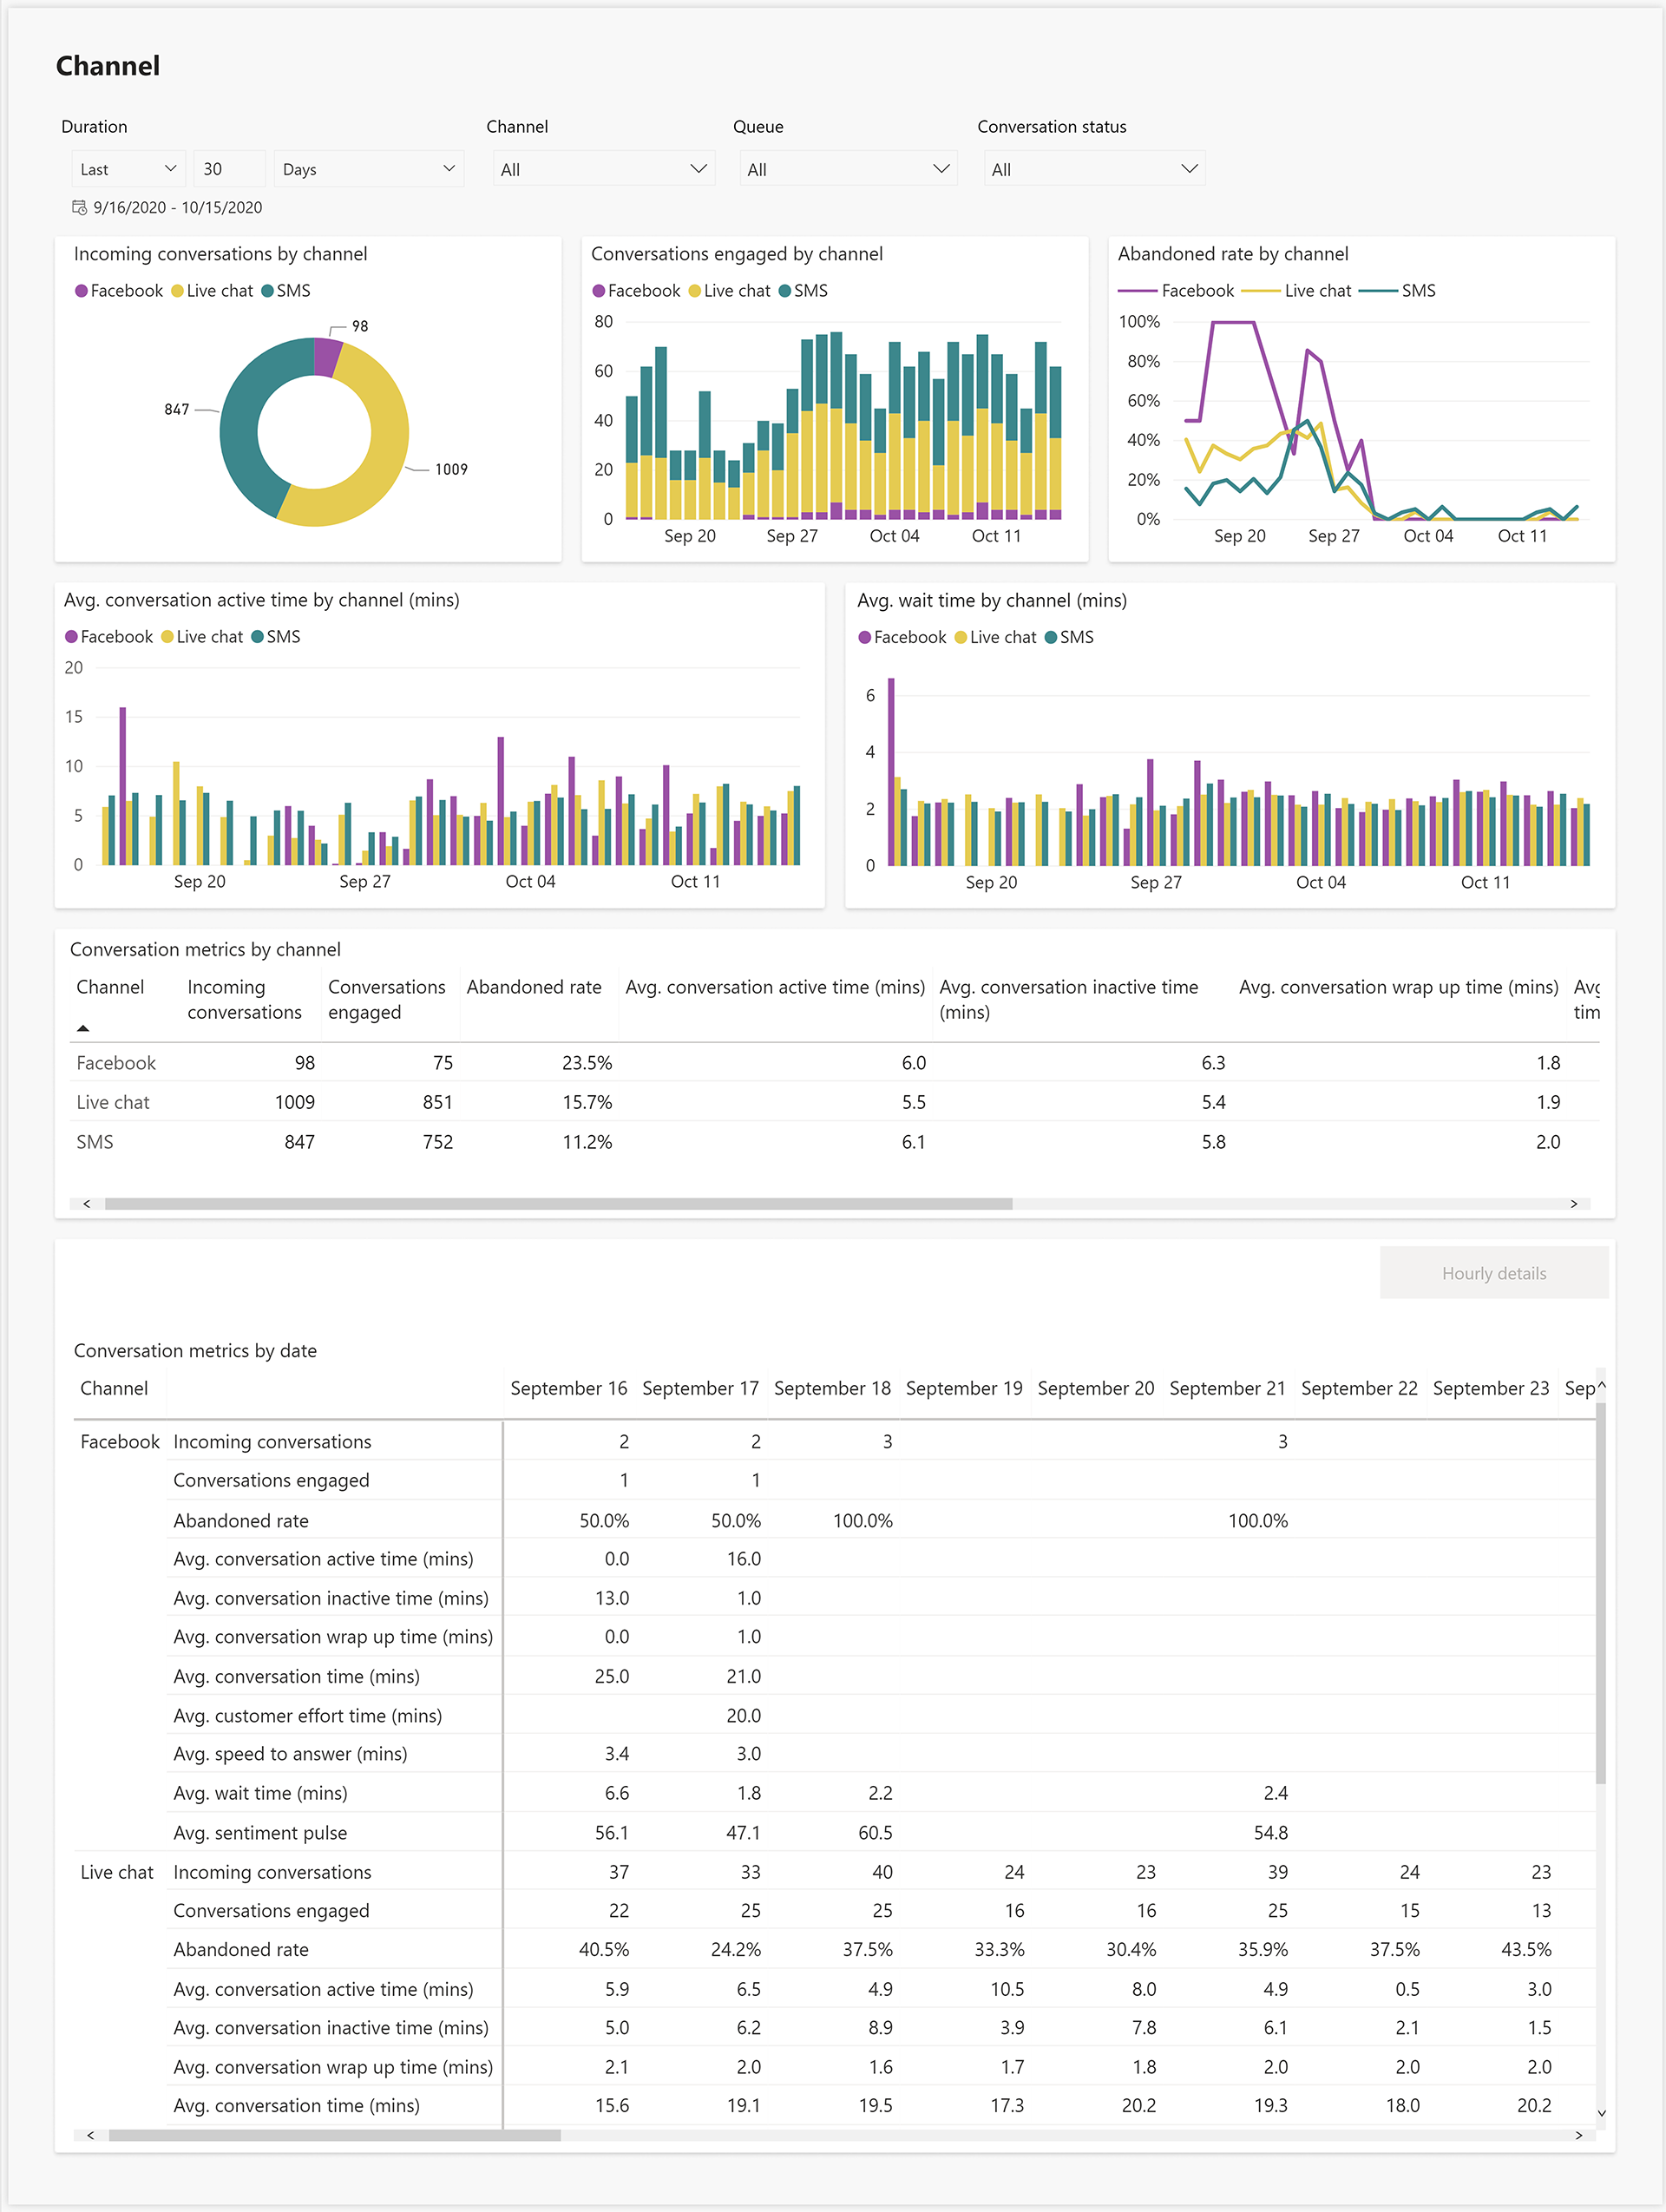 Channel
Duration Channel Queue Conversation status
Last 30 Days All All All
9/16/2020 - 10/15/2020
Incoming conversations by channel
Facebook Live chat SMS
98
847
1009
Conversations engaged by channel
Facebook Live chat SMS
80
60
40
20
0
Sep 20 Sep 27 Oct 04 Oct 11
Abandoned rate by channel
Facebook Live chat SMS
100%
80%
60%
40%
20%
0%
Sep 20 Sep 27 Oct 04 Oct 11
Avg. conversation active time by channel (mins)
Facebook Live chat SMS
20
15
10
5
0
Sep 20 Sep 27 Oct 04 Oct 11
Avg. wait time by channel (mins)
Facebook Live chat SMS
6
4
2
0
Sep 20 Sep 27 Oct 04 Oct 11
Conversation metrics by channel
Channel Incoming Conversations Abandoned rate Avg. conversation active time (mins) Avg. conversation inactive time Avg. conversation wrap up time (mins) Avg
conversations engaged (mins) tim
Facebook 98 75 23.5% 6.0 6.3 1.8
Live chat 1009 851 15.7% 5.5 5.4 1.9
SMS 847 752 11.2% 6.1 5.8 2.0
Hourly details
Conversation metrics by date
Channel September 16 September 17 September 18 September 19 September 20 September 21 September 22 September 23 Sep
Facebook Incoming conversations 2 2 3 3
Conversations engaged 1 1
Abandoned rate 50.0% 50.0% 100.0% 100.0%
Avg. conversation active time (mins) 0.0 16.0
Avg. conversation inactive time (mins) 13.0 1.0
Avg. conversation wrap up time (mins) 0.0 1.0
Avg. conversation time (mins) 25.0 21.0
Avg. customer effort time (mins) 20.0
Avg. speed to answer (mins) 3.4 3.0
Avg. wait time (mins) 6.6 1.8 2.2 2.4
Avg. sentiment pulse 56.1 47.1 60.5 54.8
Live chat Incoming conversations 37 33 40 24 23 39 24 23
Conversations engaged 22 25 25 16 16 25 15 13
Abandoned rate 40.5% 24.2% 37.5% 33.3% 30.4% 35.9% 37.5% 43.5%
Avg. conversation active time (mins) 5.9 6.5 4.9 10.5 8.0 4.9 0.5 3.0
Avg. conversation inactive time (mins) 5.0 6.2 8.9 3.9 7.8 6.1 2.1 1.5
Avg. conversation wrap up time (mins) 2.1 2.0 1.6 1.7 1.8 2.0 2.0 2.0
Avg. conversation time (mins) 15.6 19.1 19.5 17.3 20.2 19.3 18.0 20.2